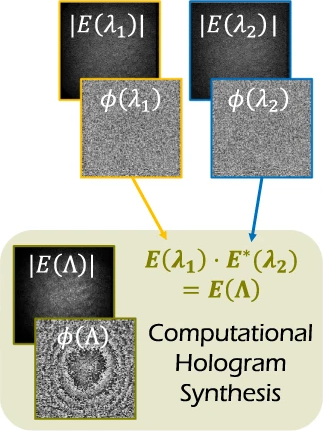 |E(λ₁)| |E(λ₂)|
ϕ(λ₁) ϕ(λ₂)
E(λ₁) · E*(λ₂)
= E(Λ)
|E(Λ)|
ϕ(Λ)
Computational
Hologram
Synthesis